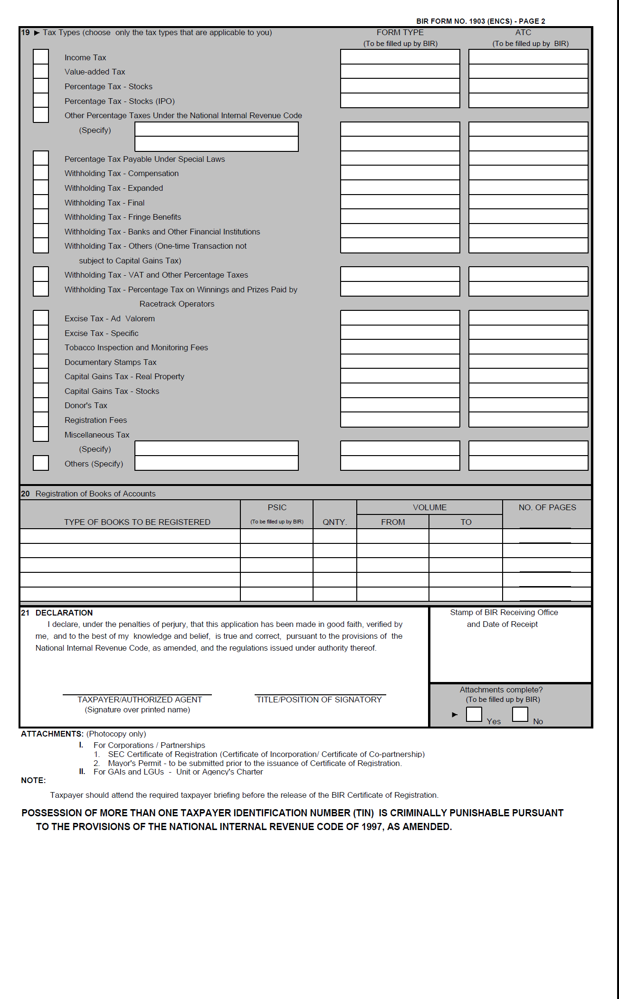 BIR FORM NO. 1903 (ENCS) - PAGE 2
19 ► Tax Types (choose only the tax types that are applicable to you) FORM TYPE ATC
(To be filled up by BIR) (To be filled up by BIR)
Income Tax
Value-added Tax
Percentage Tax - Stocks
Percentage Tax - Stocks (IPO)
Other Percentage Taxes Under the National Internal Revenue Code
(Specify)
Percentage Tax Payable Under Special Laws
Withholding Tax - Compensation
Withholding Tax - Expanded
Withholding Tax - Final
Withholding Tax - Fringe Benefits
Withholding Tax - Banks and Other Financial Institutions
Withholding Tax - Others (One-time Transaction not
subject to Capital Gains Tax)
Withholding Tax - VAT and Other Percentage Taxes
Withholding Tax - Percentage Tax on Winnings and Prizes Paid by
Racetrack Operators
Excise Tax - Ad Valorem
Excise Tax - Specific
Tobacco Inspection and Monitoring Fees
Documentary Stamps Tax
Capital Gains Tax - Real Property
Capital Gains Tax - Stocks
Donor's Tax
Registration Fees
Miscellaneous Tax
(Specify)
Others (Specify)
20 Registration of Books of Accounts
PSIC VOLUME NO. OF PAGES
TYPE OF BOOKS TO BE REGISTERED (To be filled up by BIR) QNTY. FROM TO
21 DECLARATION
I declare, under the penalties of perjury, that this application has been made in good faith, verified by
me, and to the best of my knowledge and belief, is true and correct, pursuant to the provisions of the
National Internal Revenue Code, as amended, and the regulations issued under authority thereof.
TAXPAYER/AUTHORIZED AGENT TITLE/POSITION OF SIGNATORY
(Signature over printed name)
Stamp of BIR Receiving Office
and Date of Receipt
Attachments complete?
(To be filled up by BIR)
► Yes No
ATTACHMENTS: (Photocopy only)
I. For Corporations / Partnerships
1. SEC Certificate of Registration (Certificate of Incorporation/ Certificate of Co-partnership)
2. Mayor's Permit - to be submitted prior to the issuance of Certificate of Registration.
II. For GAIs and LGUs - Unit or Agency's Charter
NOTE:
Taxpayer should attend the required taxpayer briefing before the release of the BIR Certificate of Registration.
POSSESSION OF MORE THAN ONE TAXPAYER IDENTIFICATION NUMBER (TIN) IS CRIMINALLY PUNISHABLE PURSUANT
TO THE PROVISIONS OF THE NATIONAL INTERNAL REVENUE CODE OF 1997, AS AMENDED.